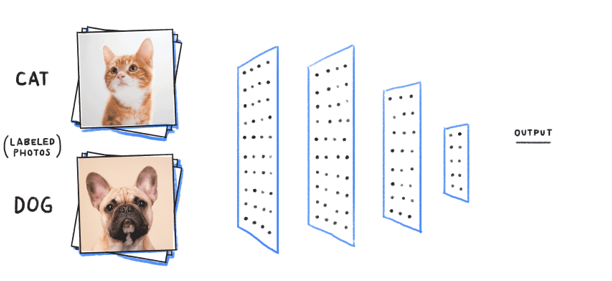 CAT
(LABELED
PHOTOS)
DOG
OUTPUT